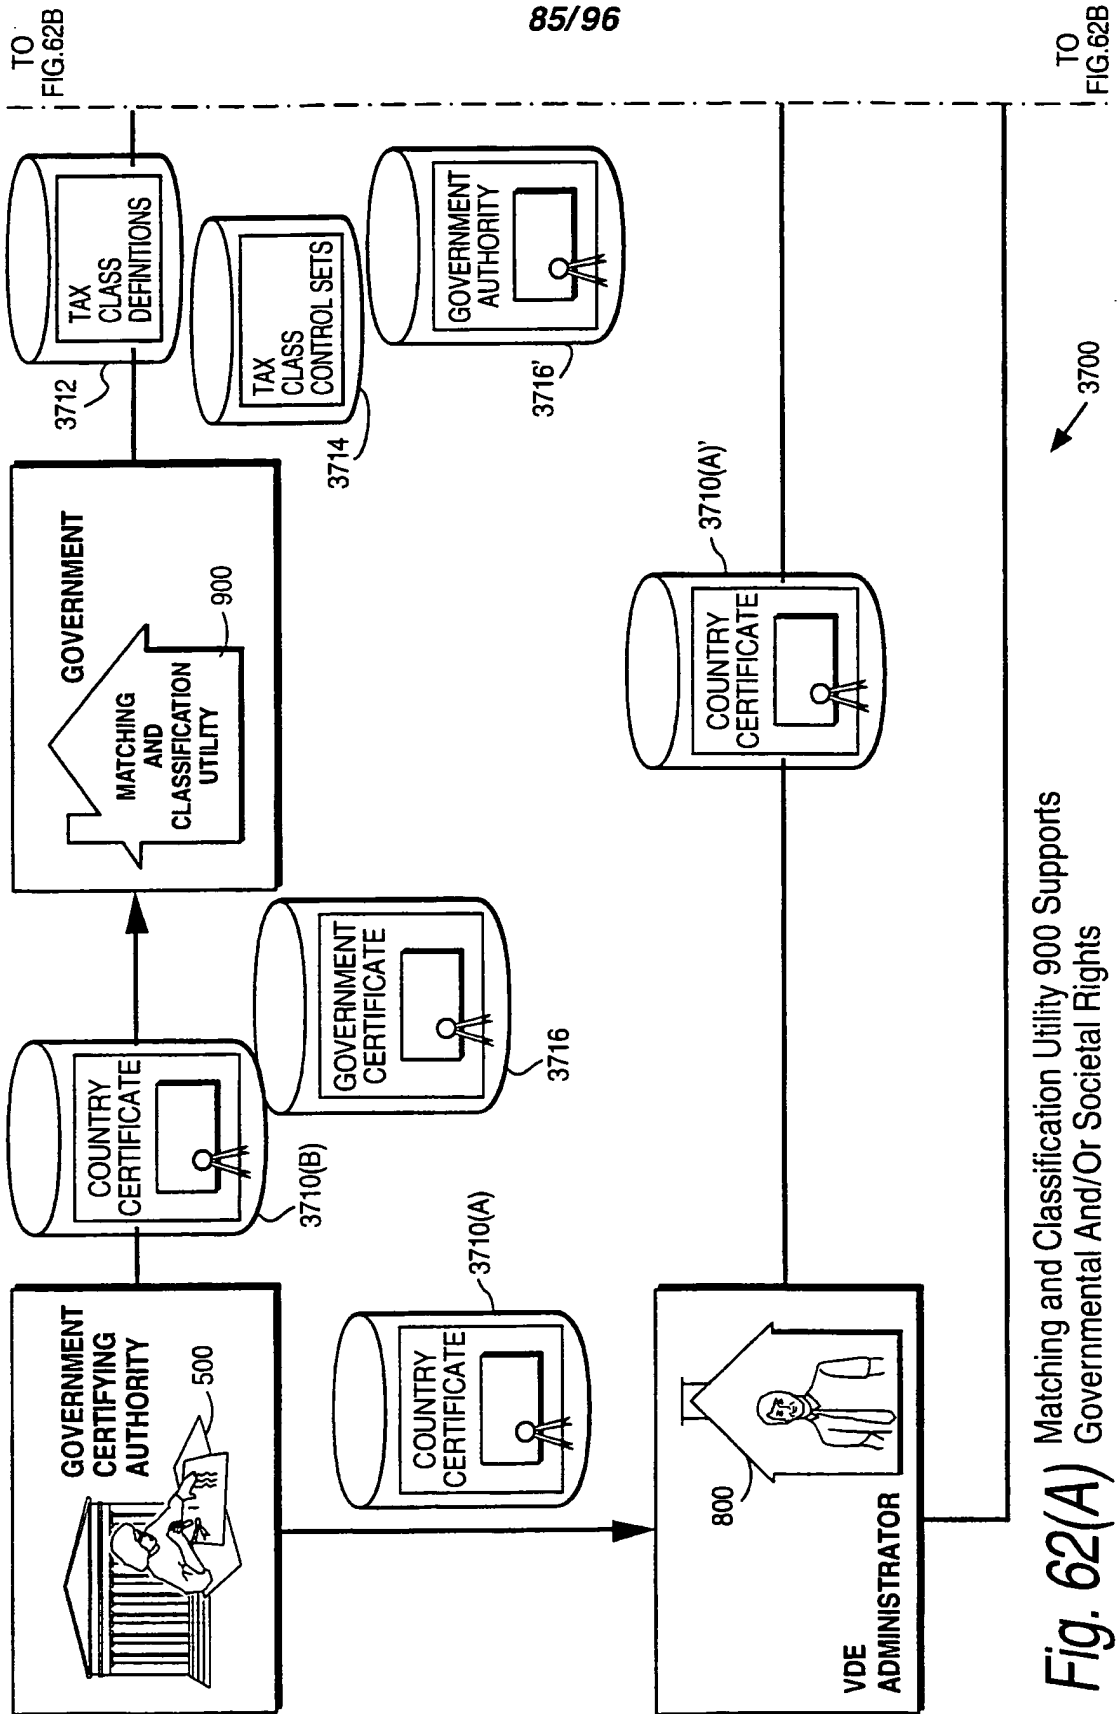 85/96
TO
FIG.62B
TO
FIG.62B
GOVERNMENT
CERTIFYING
AUTHORITY
500
COUNTRY
CERTIFICATE
3710(B)
GOVERNMENT
CERTIFICATE
3716
GOVERNMENT
MATCHING
AND
CLASSIFICATION
UTILITY
900
TAX
CLASS
DEFINITIONS
3712
TAX
CLASS
CONTROL SETS
3714
GOVERNMENT
AUTHORITY
3716'
COUNTRY
CERTIFICATE
3710(A)
VDE
ADMINISTRATOR
800
COUNTRY
CERTIFICATE
3710(A)'
3700
Fig. 62(A) Matching and Classification Utility 900 Supports
Governmental And/Or Societal Rights